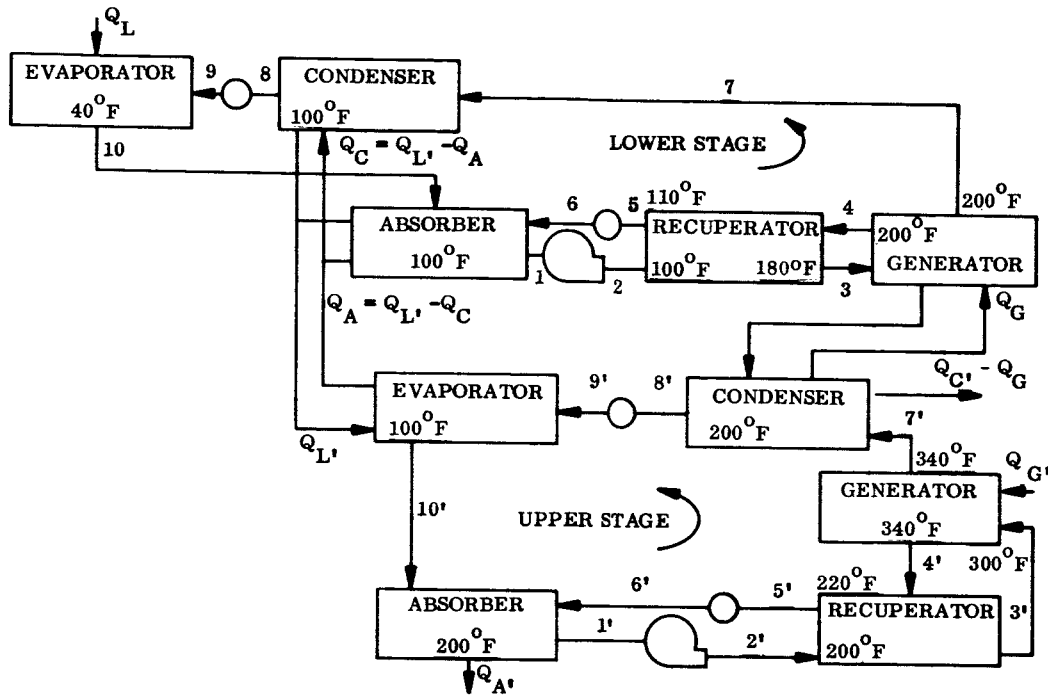 Q_L
EVAPORATOR
40°F
9
8
CONDENSER
100°F
7
10
Q_C = Q_L' - Q_A
LOWER STAGE
ABSORBER
100°F
6
5
1
2
110°F
RECUPERATOR
100°F
180°F
4
3
200°F
200°F
GENERATOR
Q_G
Q_A = Q_L' - Q_C
EVAPORATOR
100°F
9'
8'
CONDENSER
200°F
Q_C' - Q_G
Q_L'
7'
340°F
Q_G'
GENERATOR
340°F
10'
UPPER STAGE
4'
300°F
ABSORBER
200°F
6'
5'
220°F
RECUPERATOR
200°F
3'
1'
2'
Q_A'